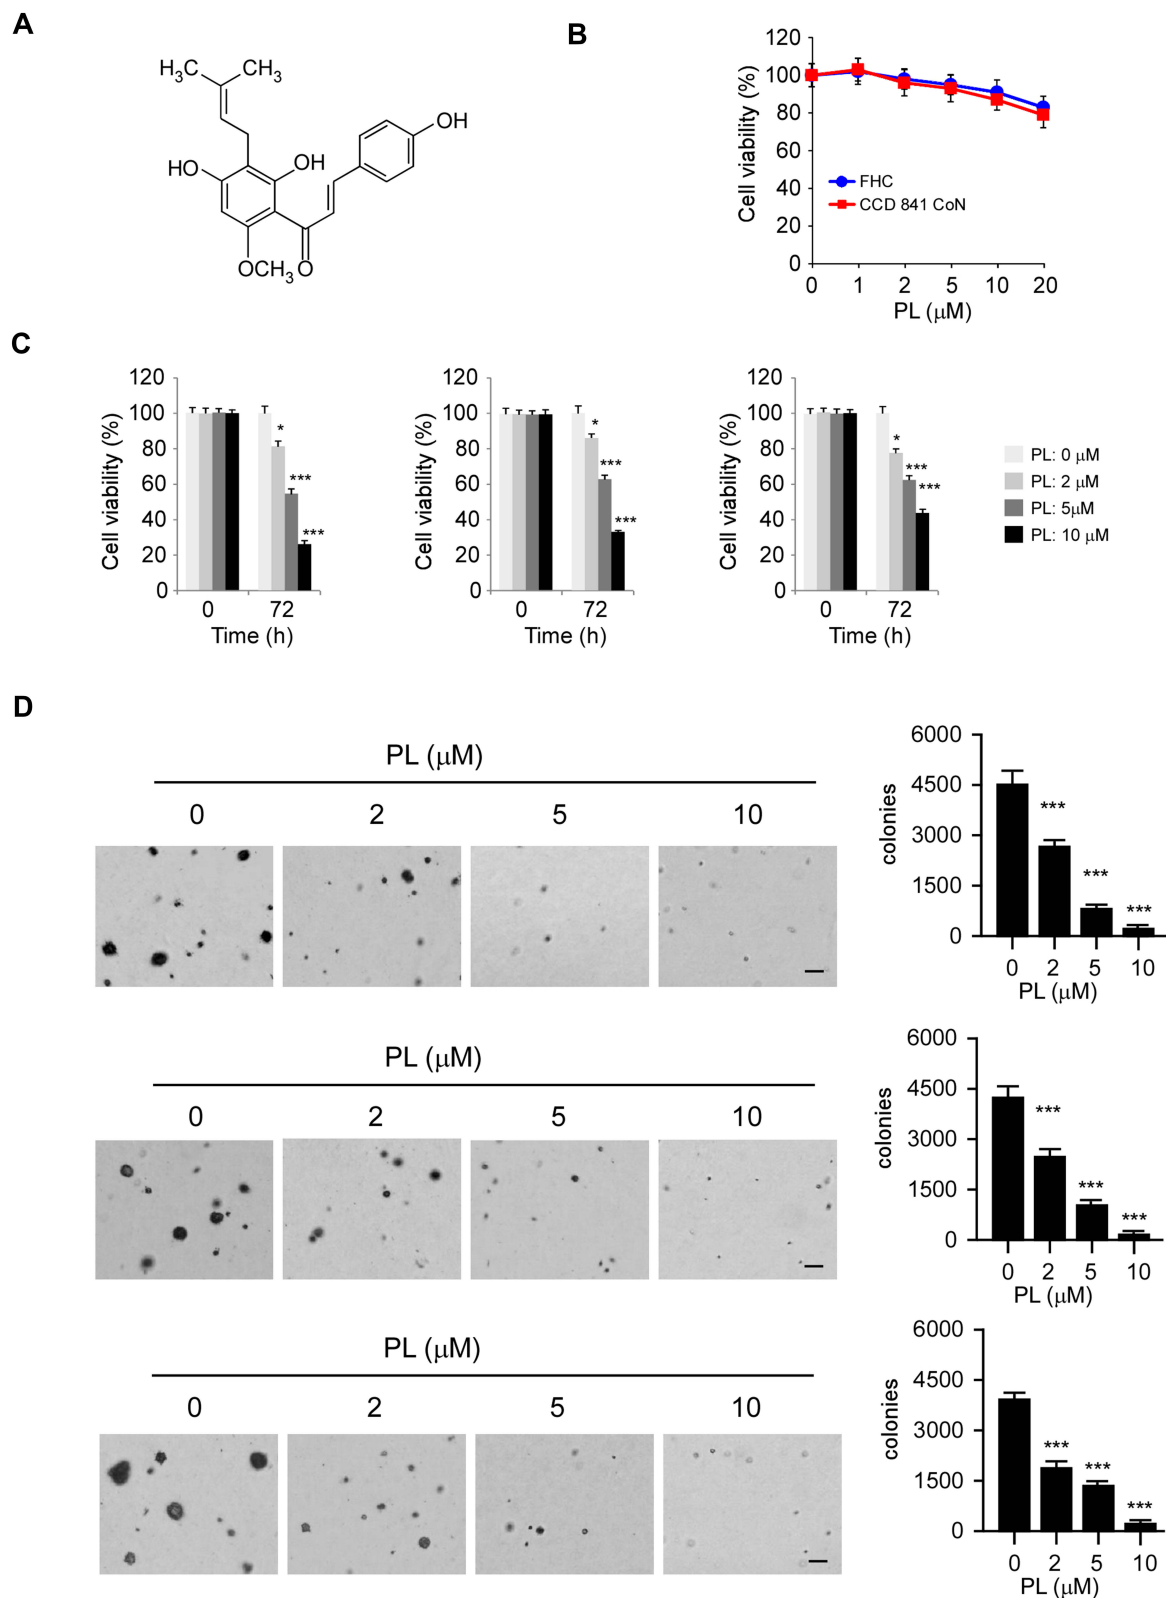 A
H3C CH3
OH
HO OH
OCH3 O
B
120
100
80
60
40
20
0
Cell viability (%)
FHC
CCD 841 CoN
0 1 2 5 10 20
PL (μM)
C
120
100
80
60
40
20
0
Cell viability (%)
*
***
***
0 72
Time (h)
120
100
80
60
40
20
0
Cell viability (%)
*
***
***
0 72
Time (h)
120
100
80
60
40
20
0
Cell viability (%)
*
***
***
0 72
Time (h)
PL: 0 μM
PL: 2 μM
PL: 5μM
PL: 10 μM
D
PL (μM)
0 2 5 10
6000
4500
3000
1500
0
colonies
***
***
***
0 2 5 10
PL (μM)
PL (μM)
0 2 5 10
6000
4500
3000
1500
0
colonies
***
***
***
0 2 5 10
PL (μM)
PL (μM)
0 2 5 10
6000
4500
3000
1500
0
colonies
***
***
***
0 2 5 10
PL (μM)